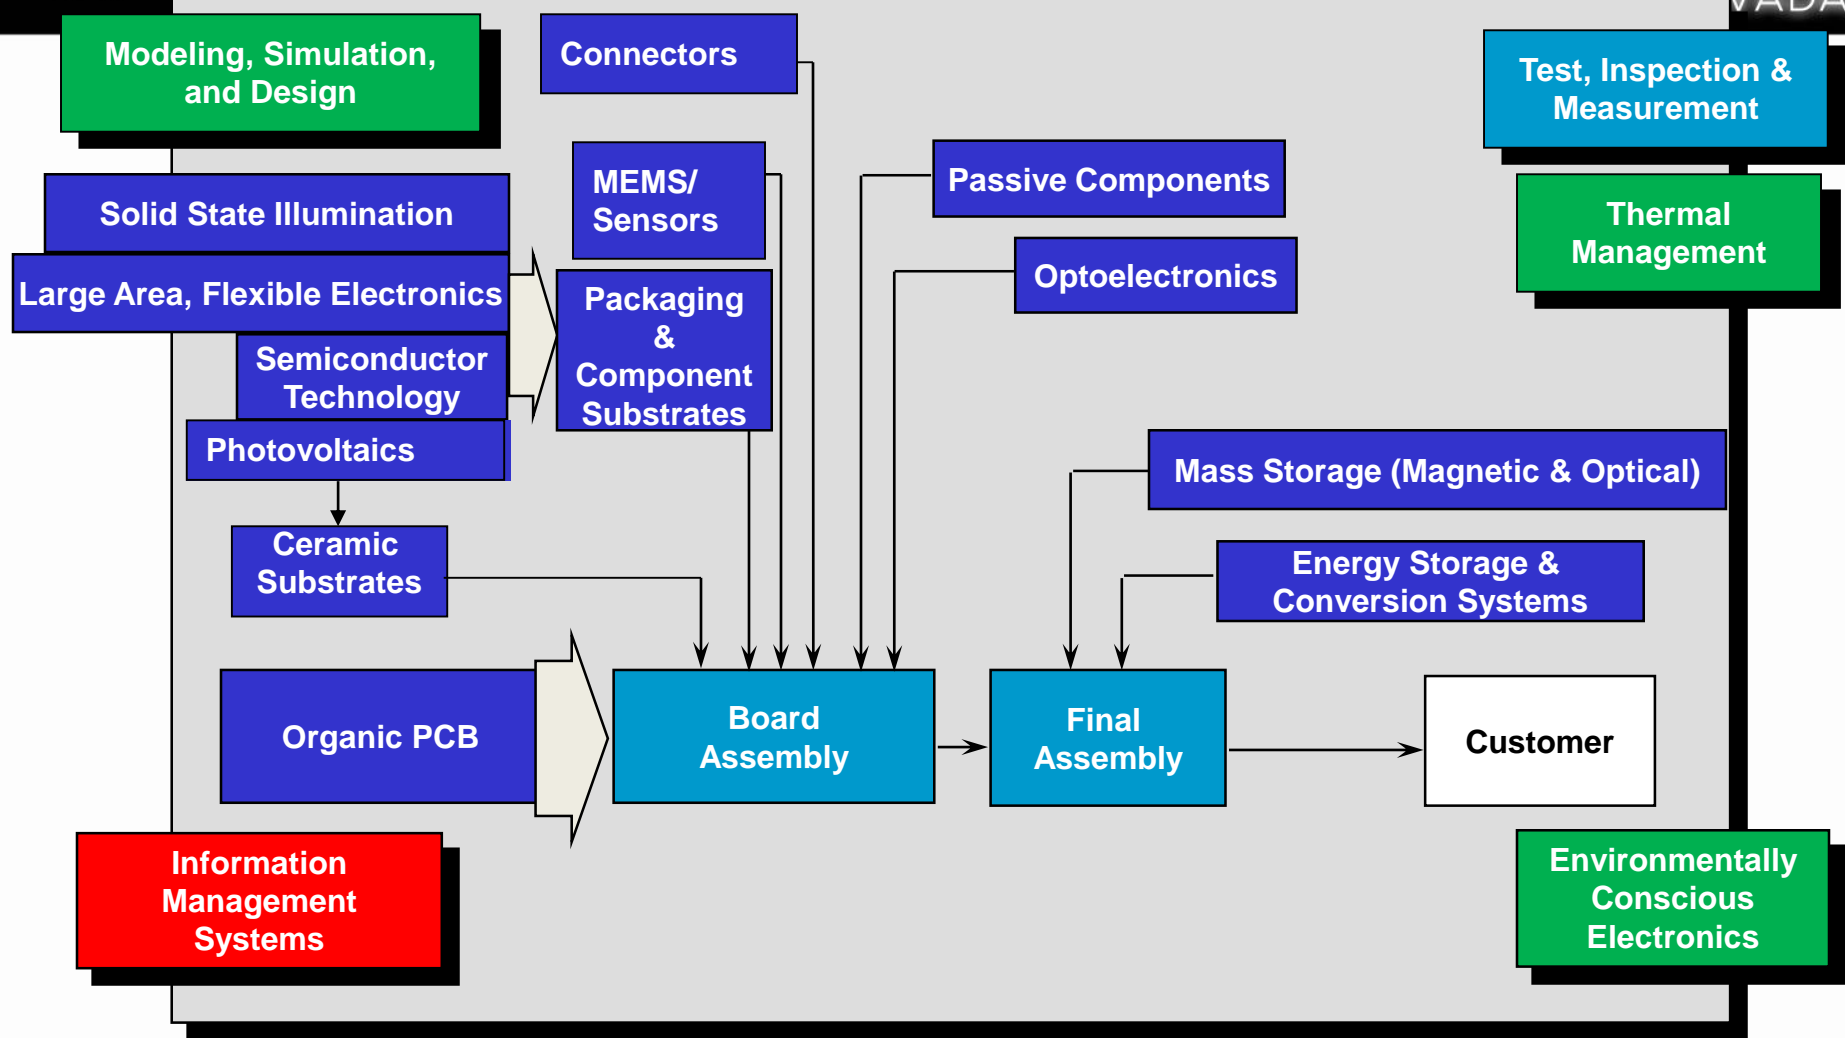 VADA
Modeling, Simulation,
and Design
Connectors
Test, Inspection &
Measurement
MEMS/
Sensors
Passive Components
Solid State Illumination
Thermal
Management
Large Area, Flexible Electronics
Optoelectronics
Packaging
&
Component
Substrates
Semiconductor
Technology
Photovoltaics
Mass Storage (Magnetic & Optical)
Ceramic
Substrates
Energy Storage &
Conversion Systems
Organic PCB
Board
Assembly
Final
Assembly
Customer
Information
Management
Systems
Environmentally
Conscious
Electronics